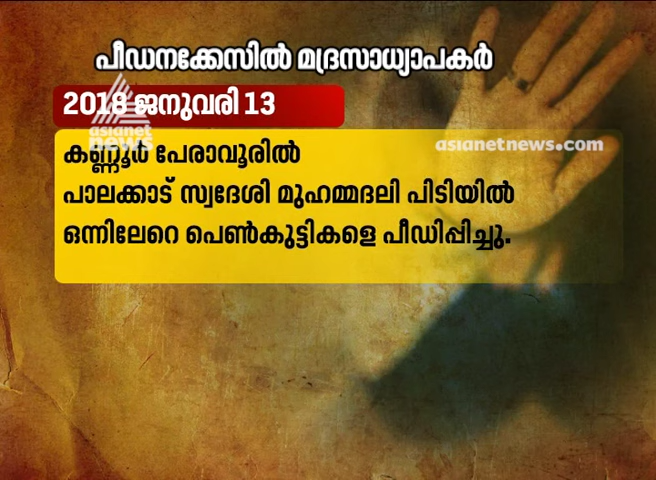 പീഡനക്കേസിൽ മദ്രസാധ്യാപകർ
2018 ജനുവരി 13
asianet news
asianetnews.com
കണ്ണൂർ പേരാവൂരിൽ
പാലക്കാട് സ്വദേശി മുഹമ്മദലി പിടിയിൽ
ഒന്നിലേറെ പെൺകുട്ടികളെ പീഡിപ്പിച്ചു.